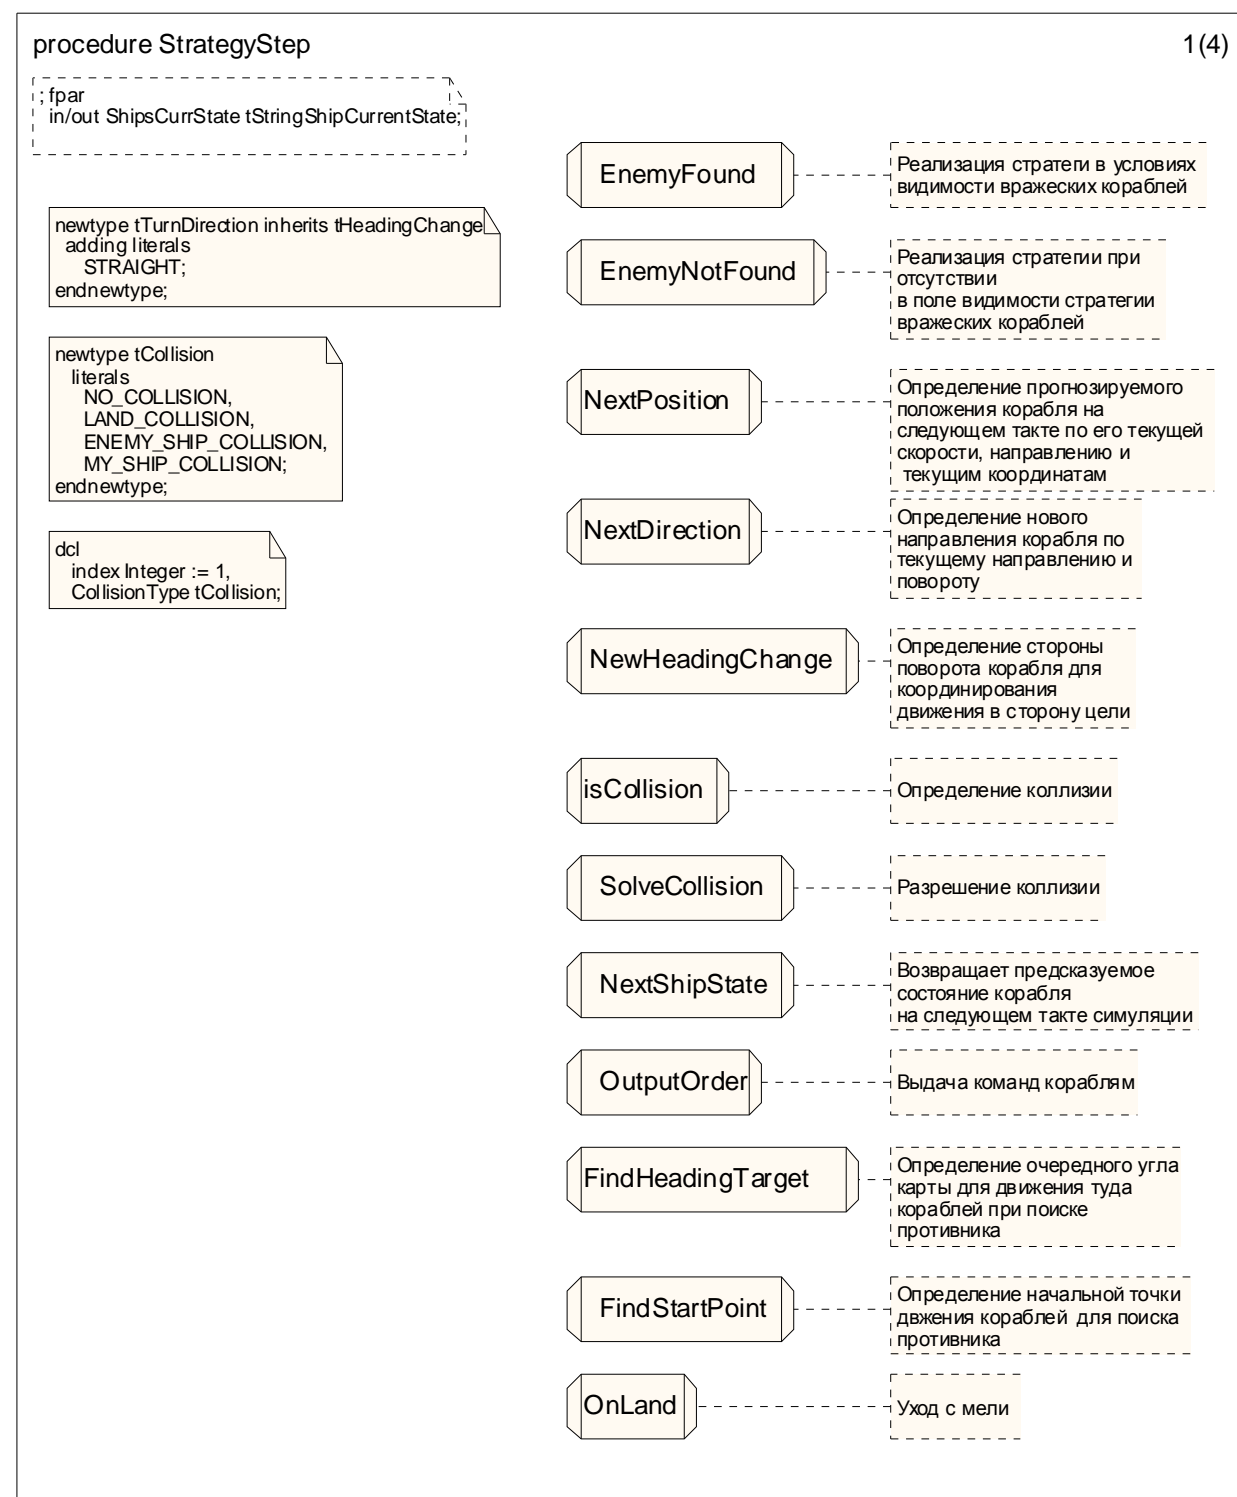 procedure StrategyStep
1(4)
; fpar
in/out ShipsCurrState tStringShipCurrentState;
newtype tTurnDirection inherits tHeadingChange
adding literals
STRAIGHT;
endnewtype;
newtype tCollision
literals
NO_COLLISION,
LAND_COLLISION,
ENEMY_SHIP_COLLISION,
MY_SHIP_COLLISION;
endnewtype;
dcl
index Integer := 1,
CollisionType tCollision;
EnemyFound
Реализация стратеги в условиях
видимости вражеских кораблей
EnemyNotFound
Реализация стратегии при
отсутствии
в поле видимости стратегии
вражеских кораблей
NextPosition
Определение прогнозируемого
положения корабля на
следующем такте по его текущей
скорости, направлению и
текущим координатам
NextDirection
Определение нового
направления корабля по
текущему направлению и
повороту
NewHeadingChange
Определение стороны
поворота корабля для
координирования
движения в сторону цели
isCollision
Определение коллизии
SolveCollision
Разрешение коллизии
NextShipState
Возвращает предсказуемое
состояние корабля
на следующем такте симуляции
OutputOrder
Выдача команд кораблям
FindHeadingTarget
Определение очередного угла
карты для движения туда
кораблей при поиске
противника
FindStartPoint
Определение начальной точки
двжения кораблей для поиска
противника
OnLand
Уход с мели